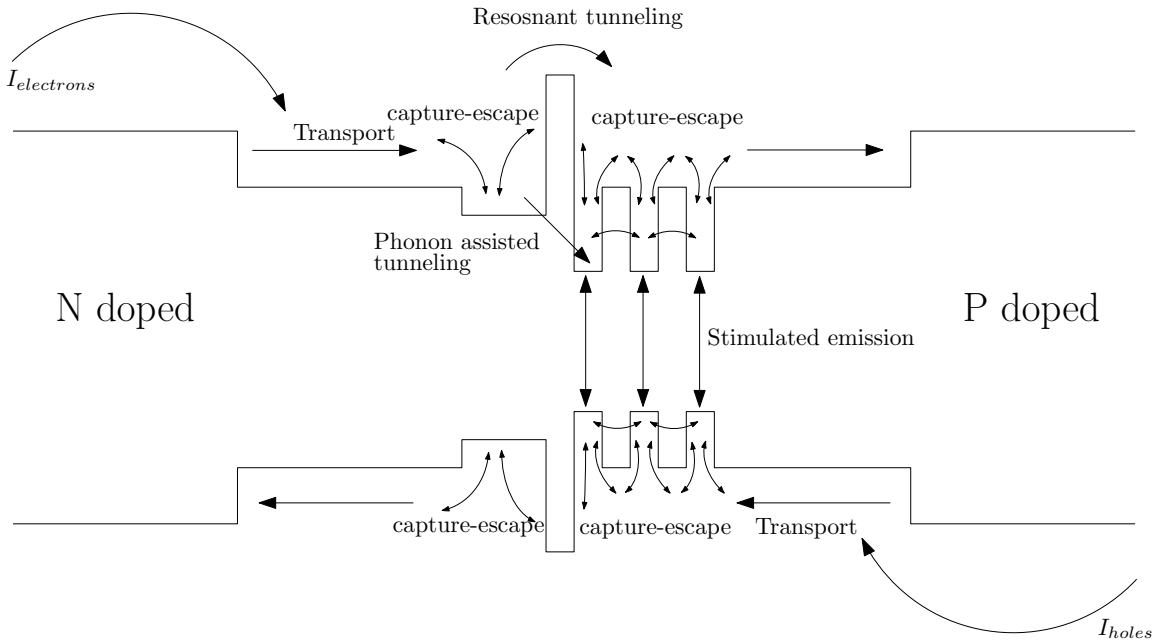 Resosnant tunneling
I_electrons
capture-escape
capture-escape
Transport
Phonon assisted
tunneling
N doped
P doped
Stimulated emission
capture-escape
capture-escape
Transport
I_holes